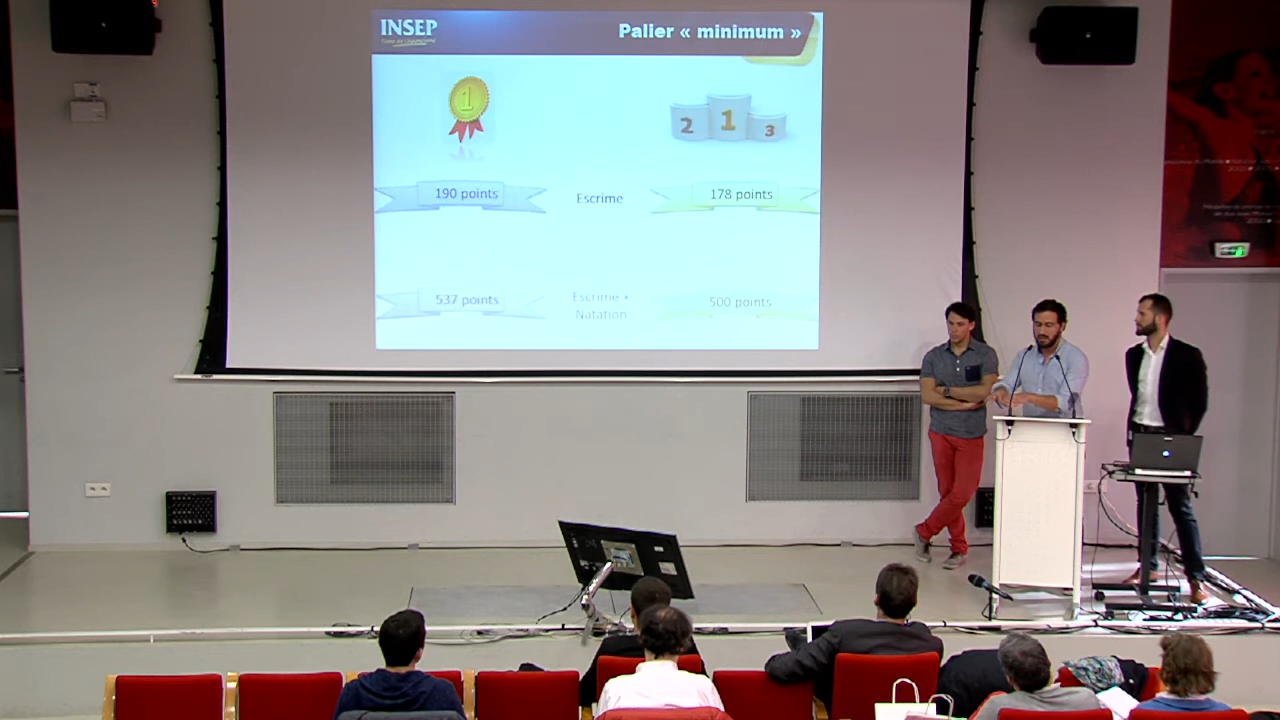 INSEP
Palier « minimum »
1
2 1 3
190 points
Escrime
178 points
537 points
Escrime +
Natation
500 points